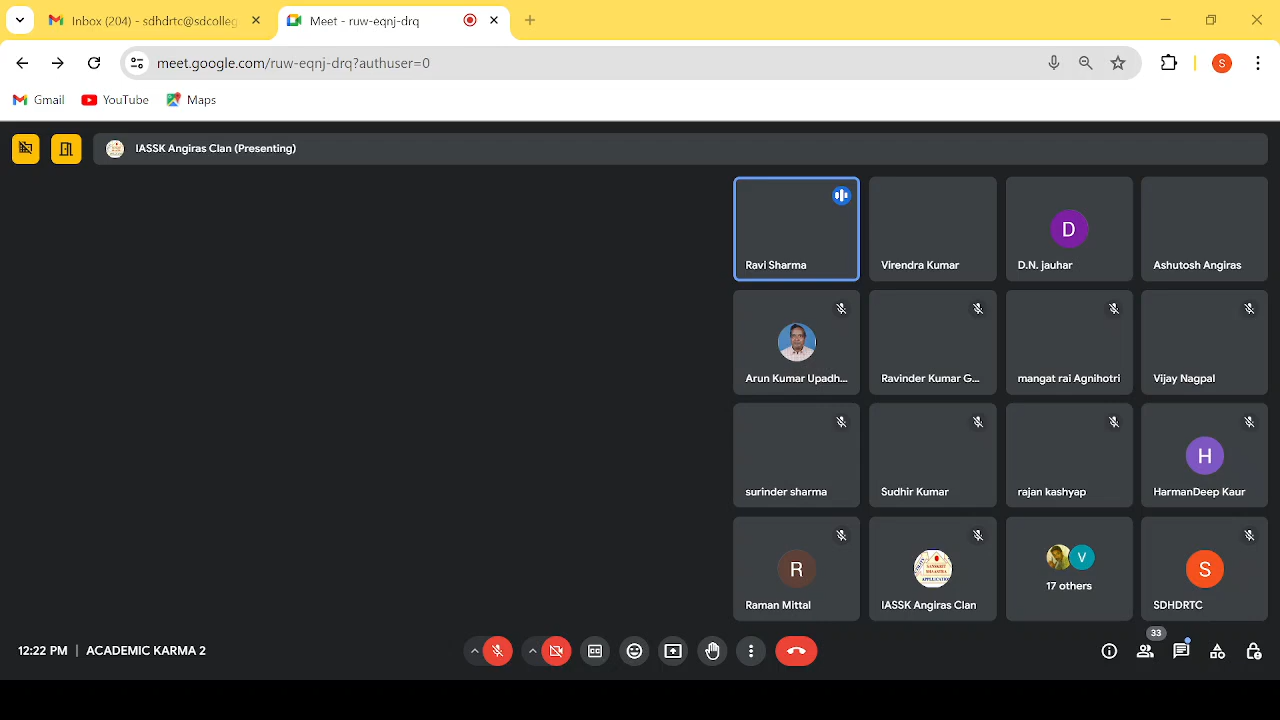 Inbox (204) - sdhdrtc@sdcolleg
Meet - ruw-eqnj-drq
meet.google.com/ruw-eqnj-drq?authuser=0
S
Gmail
YouTube
Maps
IASSK Angiras Clan (Presenting)
Ravi Sharma
Virendra Kumar
D
D.N. jauhar
Ashutosh Angiras
Arun Kumar Upadh...
Ravinder Kumar G...
mangat rai Agnihotri
Vijay Nagpal
surinder sharma
Sudhir Kumar
rajan kashyap
H
HarmanDeep Kaur
R
Raman Mittal
SANSKRIT
SHAASTRA
APPLICATION
IASSK Angiras Clan
V
17 others
S
SDHDRTC
12:22 PM | ACADEMIC KARMA 2
33